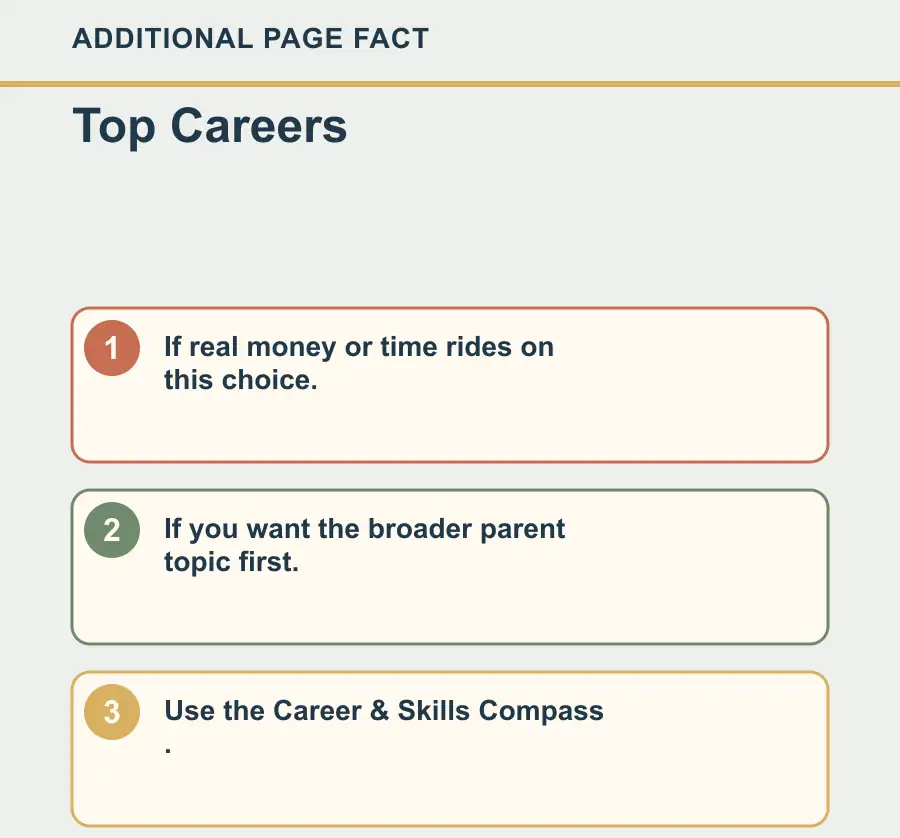 ADDITIONAL PAGE FACT
Top Careers
1
If real money or time rides on
this choice.
2
If you want the broader parent
topic first.
3
Use the Career & Skills Compass
.